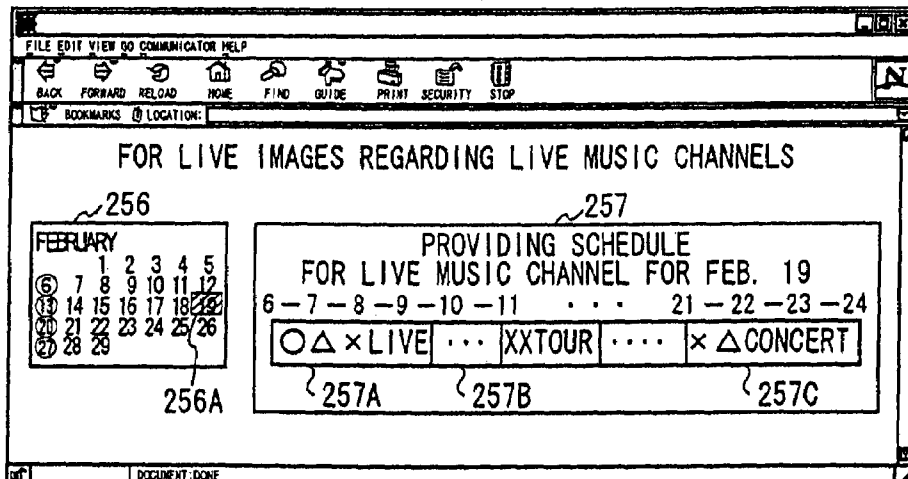 FILE EDIT VIEW GO COMMUNICATOR HELP
BACK FORWARD RELOAD HOME FIND GUIDE PRINT SECURITY STOP
N
BOOKMARKS LOCATION:
FOR LIVE IMAGES REGARDING LIVE MUSIC CHANNELS
256
FEBRUARY
1 2 3 4 5
6 7 8 9 10 11 12
13 14 15 16 17 18 19
20 21 22 23 24 25 26
27 28 29
256A
257
PROVIDING SCHEDULE
FOR LIVE MUSIC CHANNEL FOR FEB. 19
6 — 7 — 8 — 9 — 10 — 11 · · · 21 — 22 — 23 — 24
○△×LIVE ··· XXTOUR ···· ×△CONCERT
257A 257B 257C
DOCUMENT:DONE